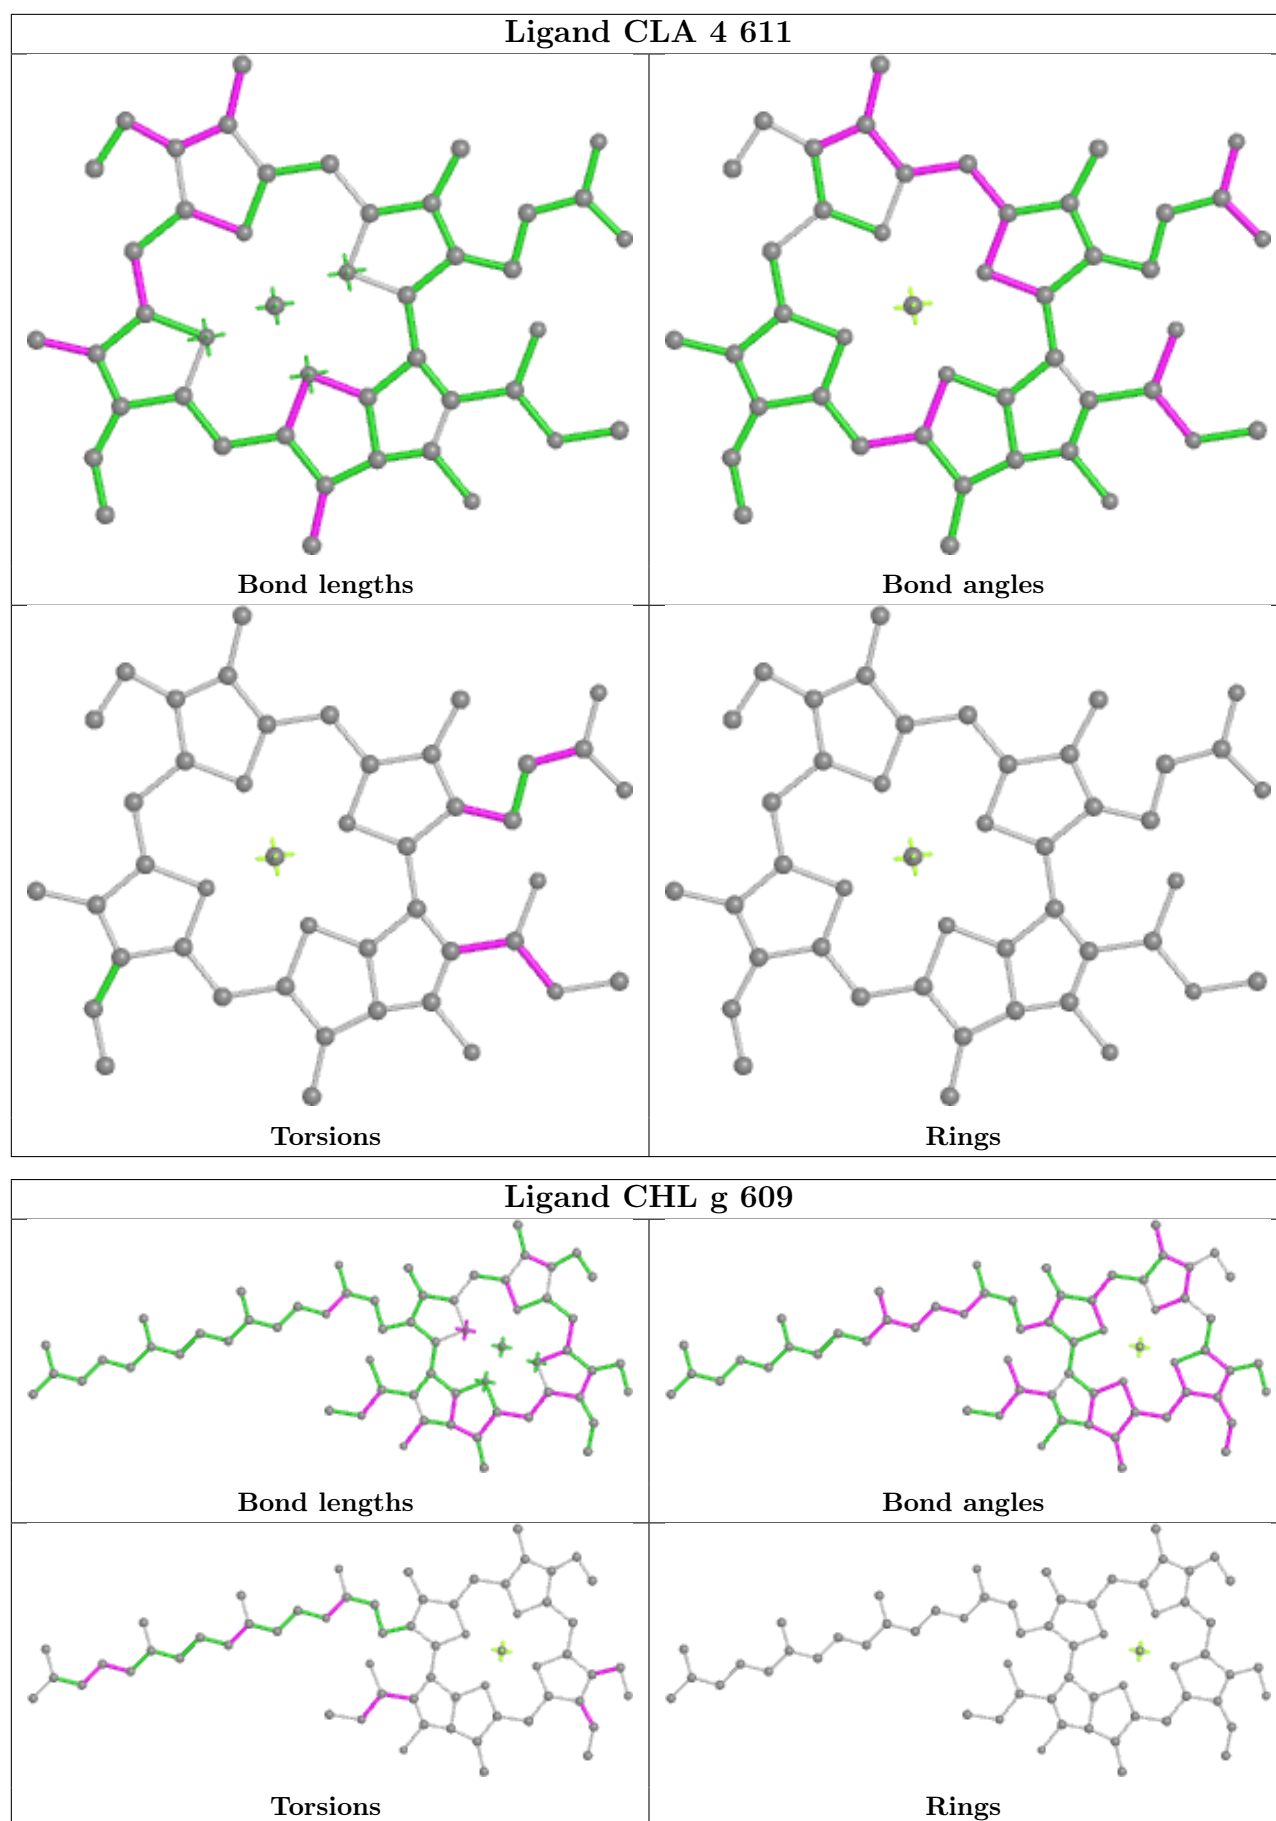 Ligand CLA 4 611
Bond lengths
Bond angles
Torsions
Rings
Ligand CHL g 609
Bond lengths
Bond angles
Torsions
Rings